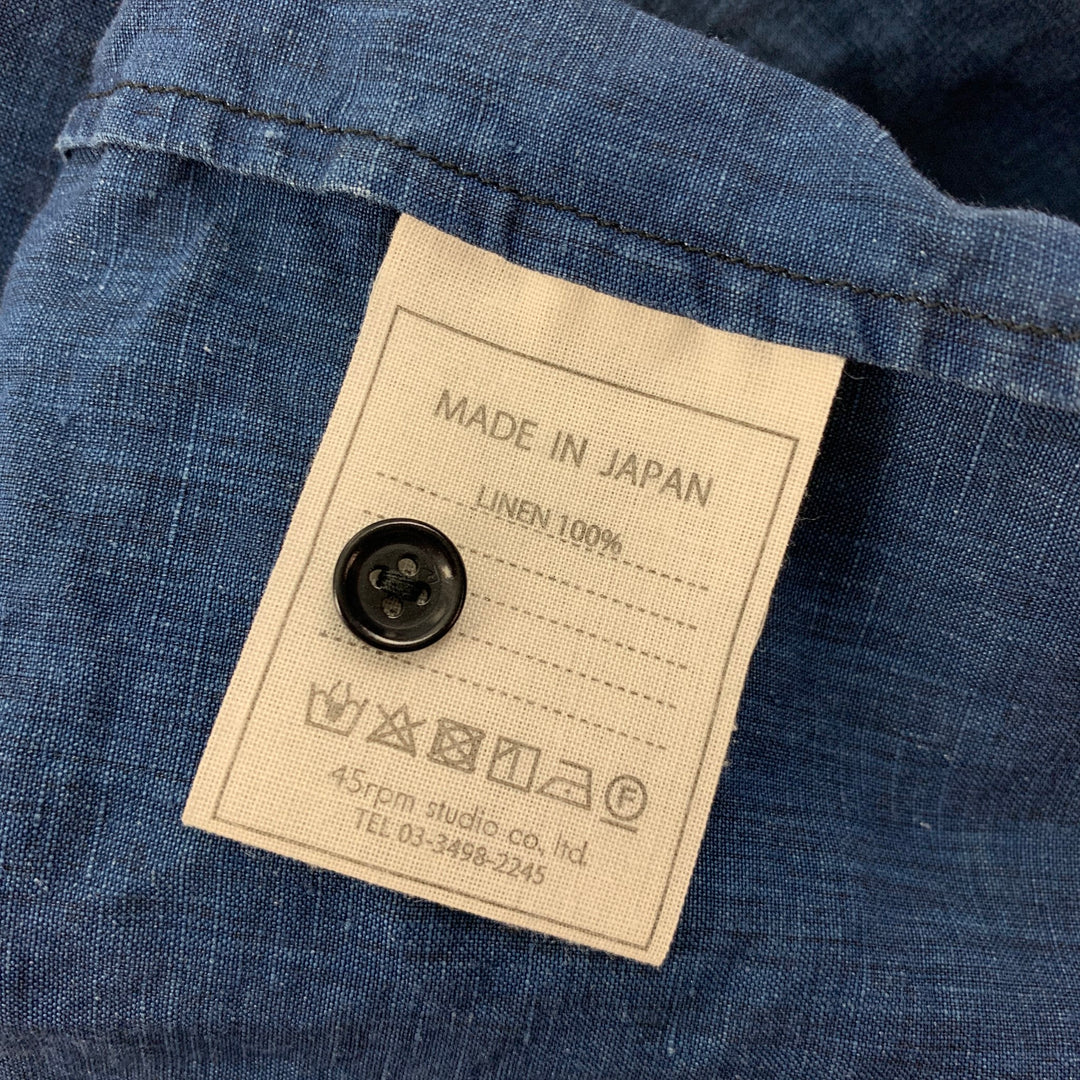 MADE IN JAPAN
LINEN 100%
F
45rpm studio co., ltd.
TEL 03-3498-2245